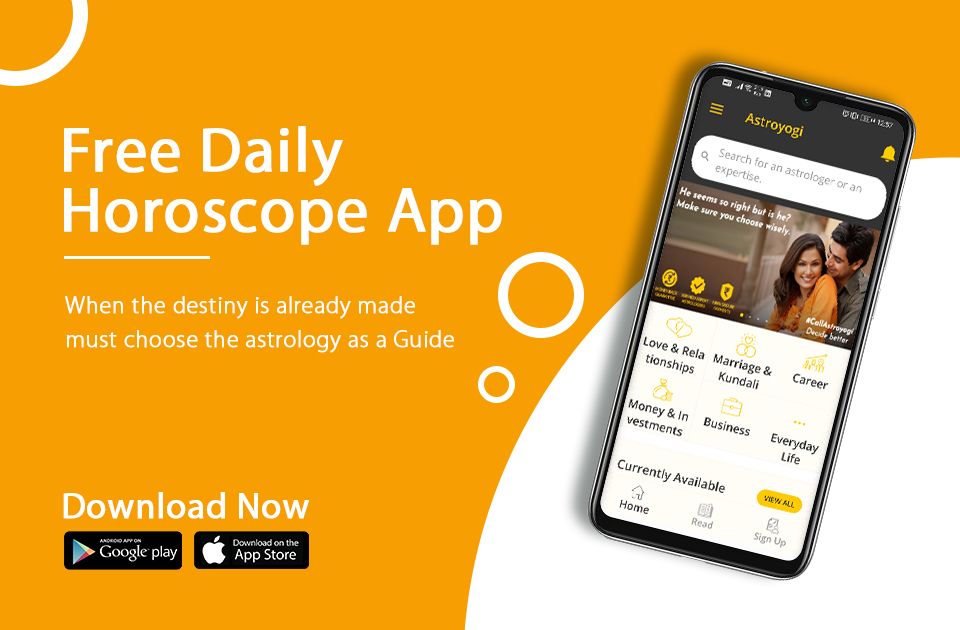 Free Daily
Horoscope App
When the destiny is already made
must choose the astrology as a Guide
Download Now
ANDROID APP ON
Google play
Download on the
App Store
12:57
Astroyogi
Search for an astrologer or an
expertise.
He seems so right but is he?
Make sure you choose wisely.
#CallAstroyogi
Decide better
Love & Rela
tionships
Marriage &
Kundali
Career
Money & In
vestments
Business
Everyday
Life
Currently Available
VIEW ALL
Home
Read
Sign Up